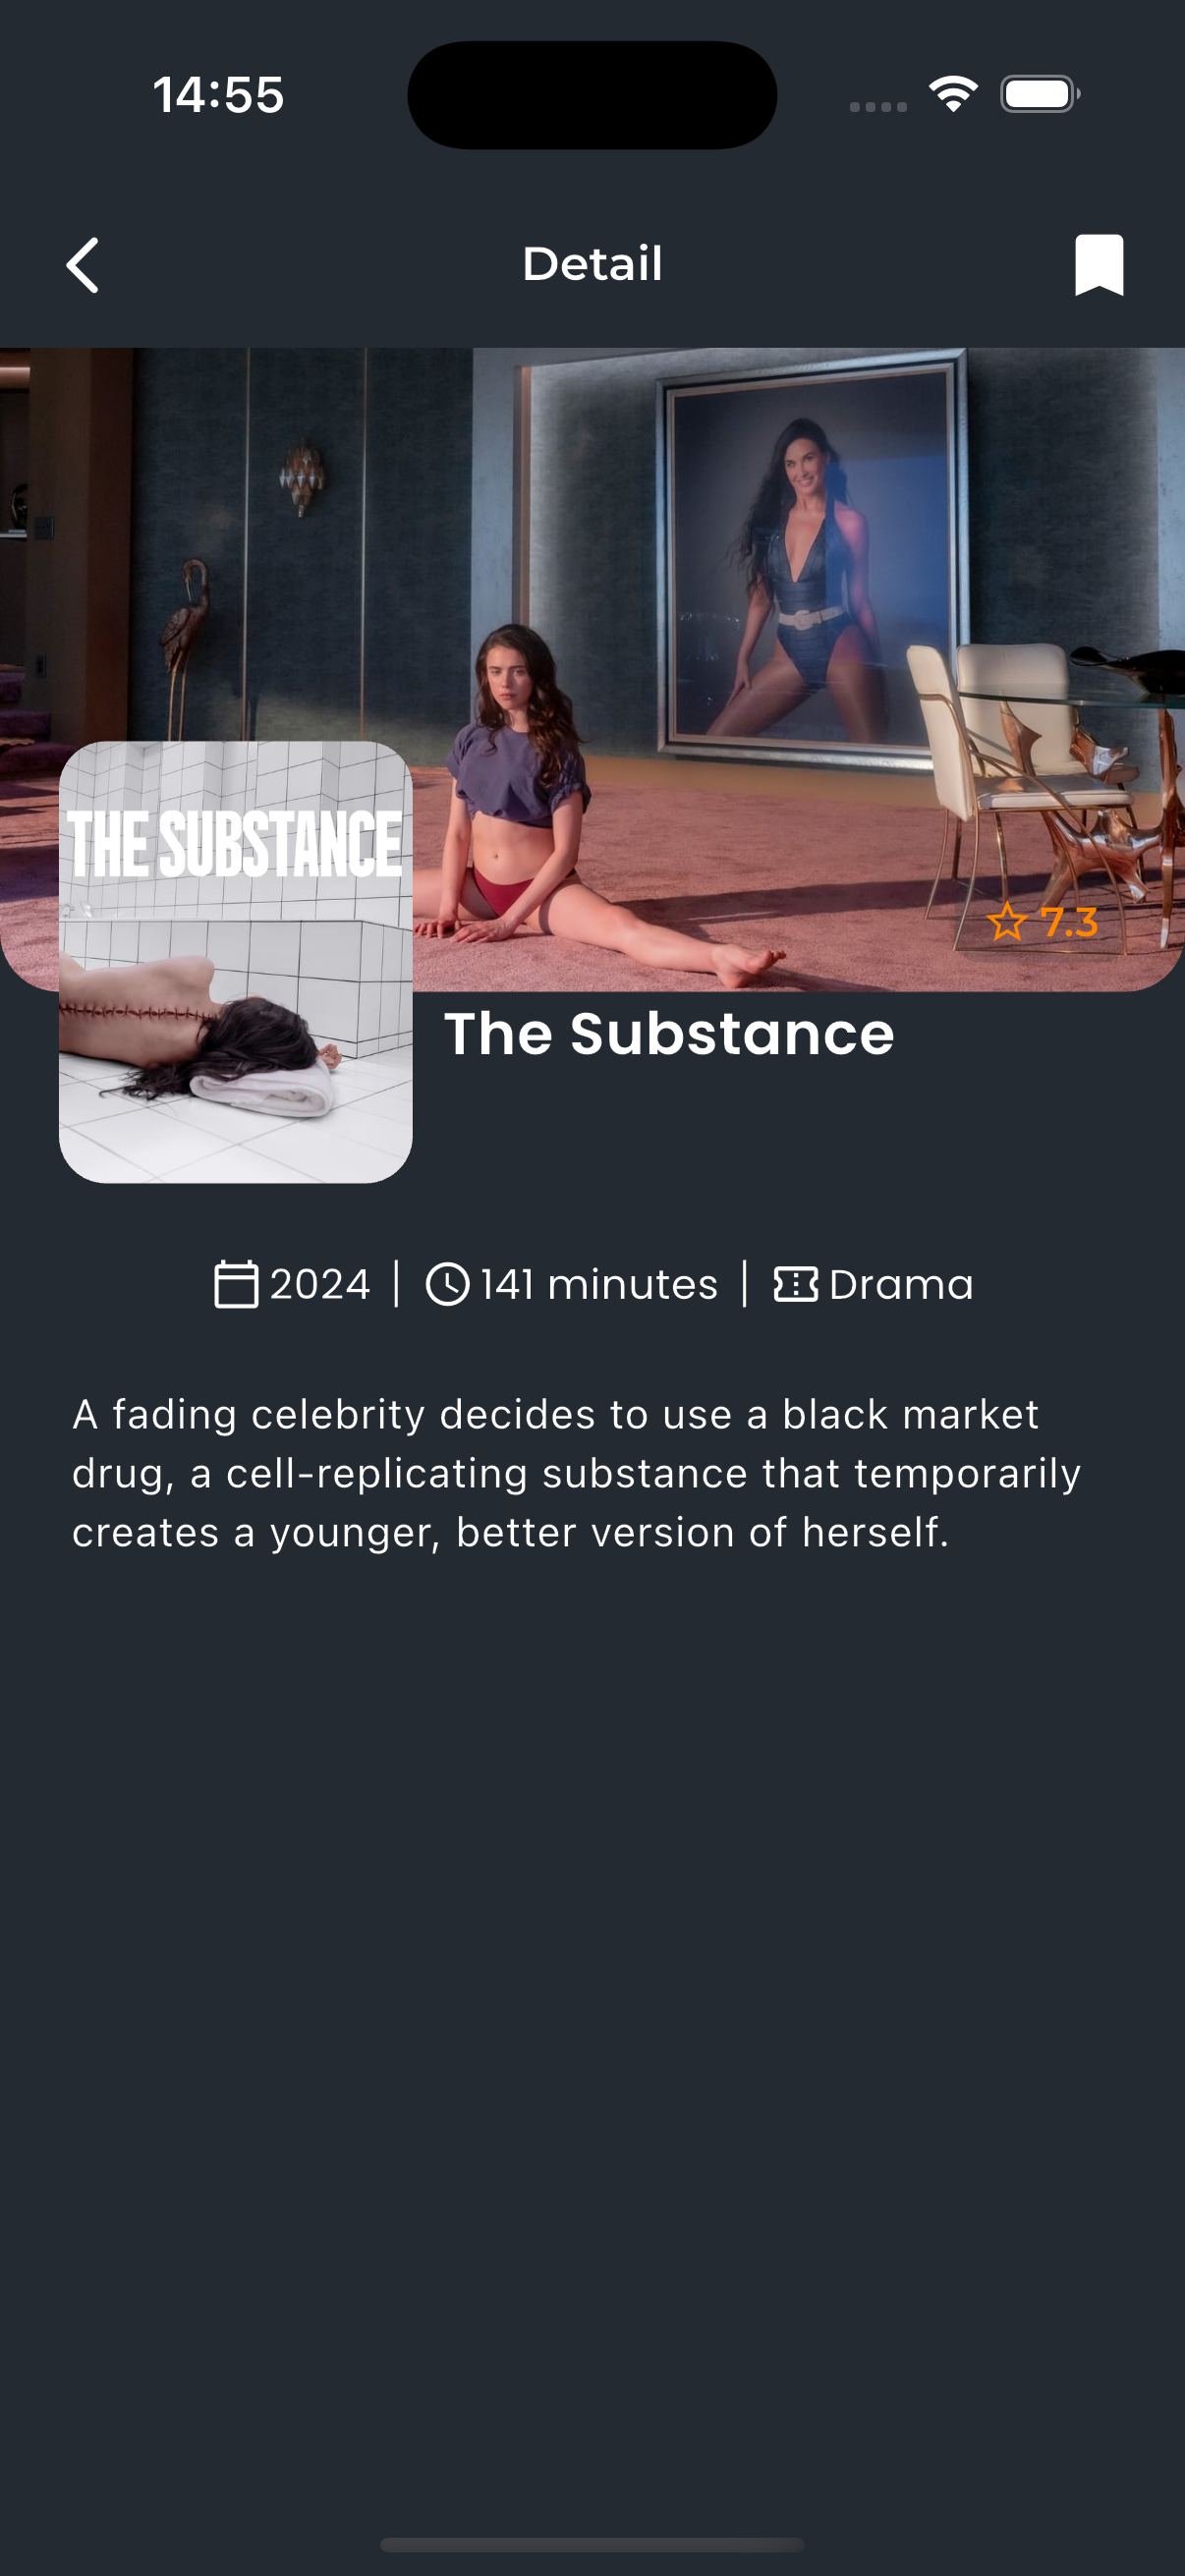 14:55
Detail
THE SUBSTANCE
7.3
The Substance
2024 | 141 minutes | Drama
A fading celebrity decides to use a black market
drug, a cell-replicating substance that temporarily
creates a younger, better version of herself.